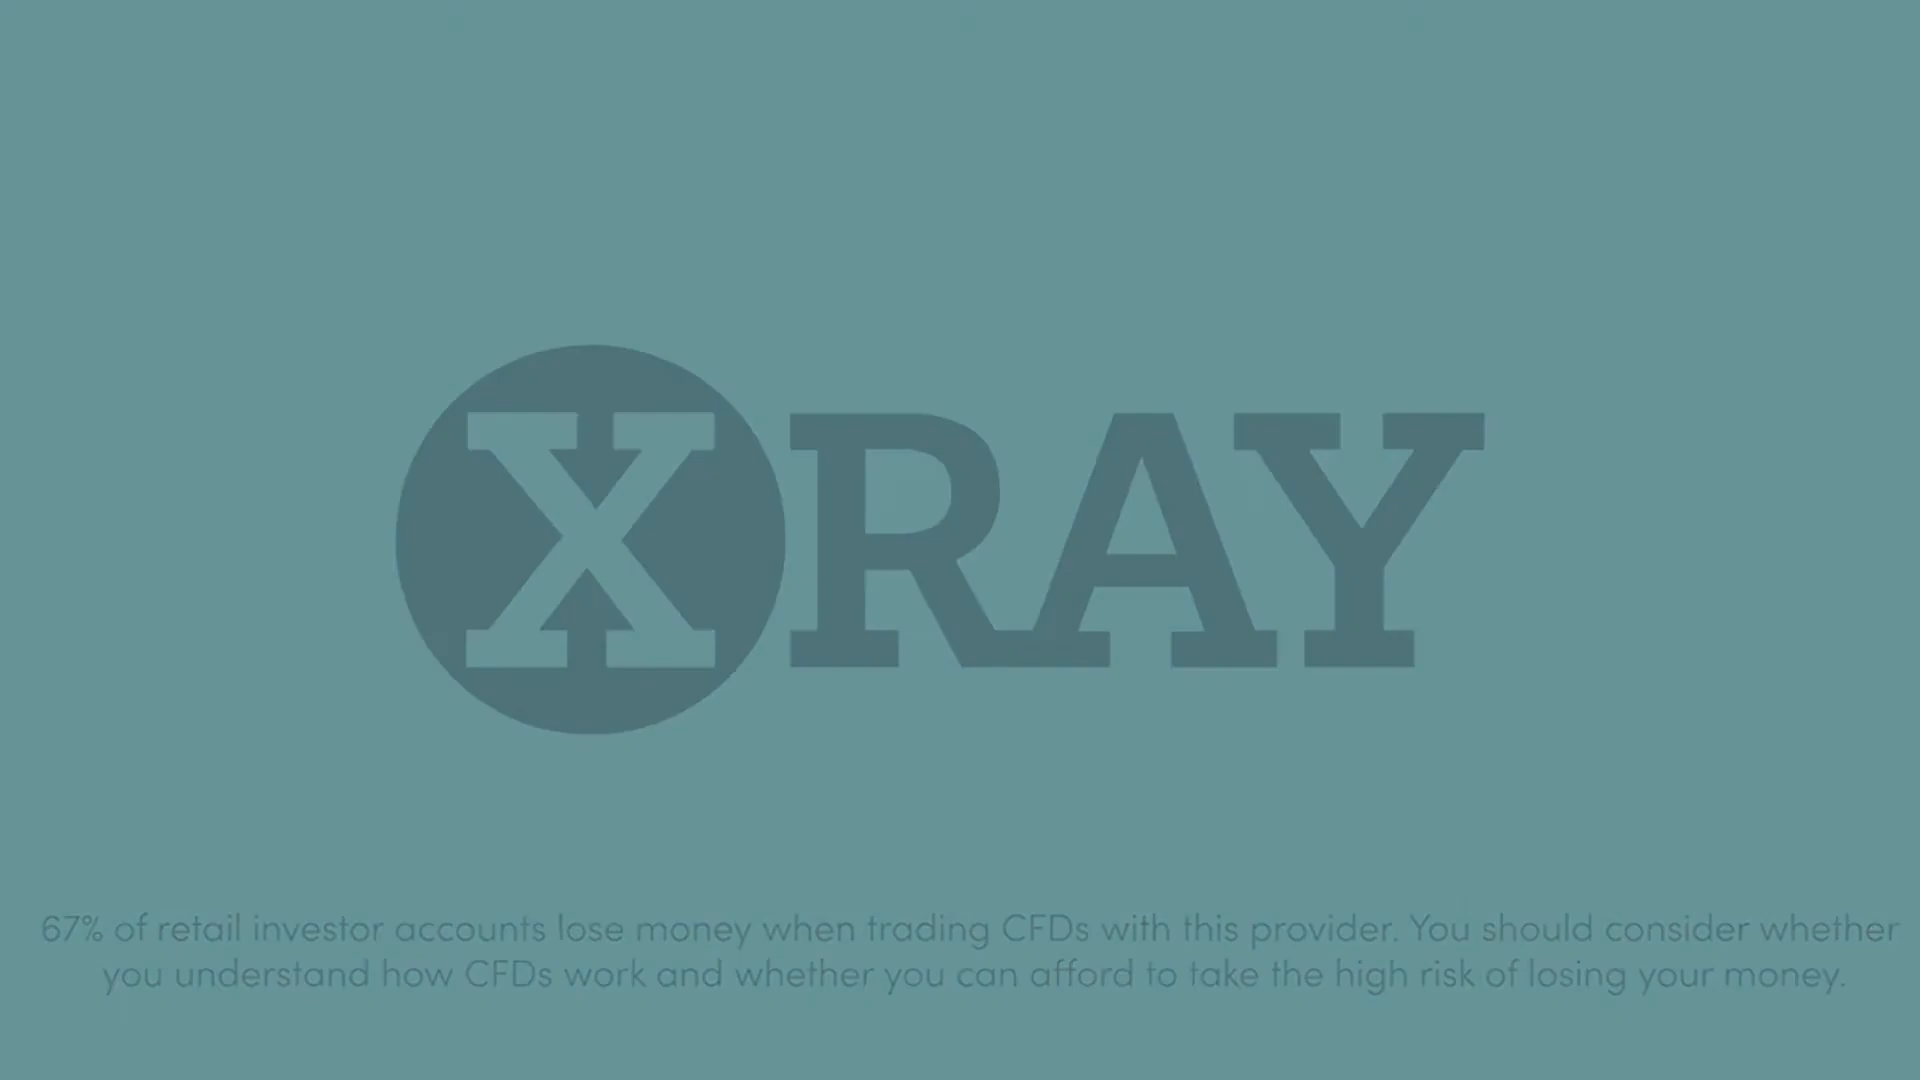 XRAY
67% of retail investor accounts lose money when trading CFDs with this provider. You should consider whether
you understand how CFDs work and whether you can afford to take the high risk of losing your money.